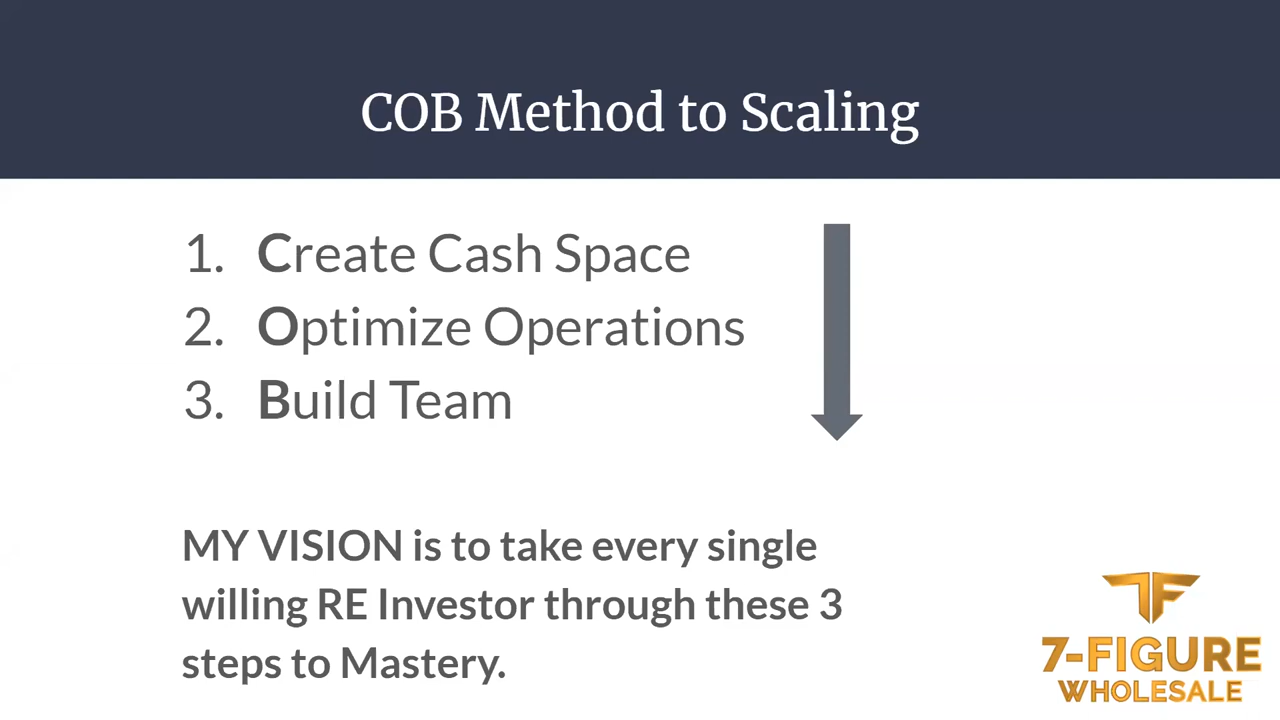 COB Method to Scaling
1. Create Cash Space
2. Optimize Operations
3. Build Team
MY VISION is to take every single
willing RE Investor through these 3
steps to Mastery.
TF
7-FIGURE
WHOLESALE